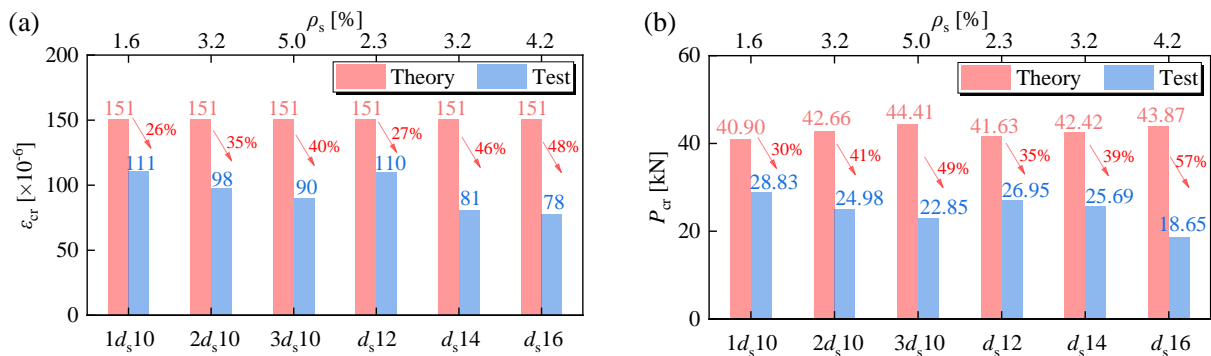 (a)
ρs [%]
1.6 3.2 5.0 2.3 3.2 4.2
200
Theory Test
151 151 151 151 151 151
26% 35% 40% 27% 46% 48%
150
111 98 90 110 81 78
100
50
0
εcr [×10-6]
1ds10 2ds10 3ds10 ds12 ds14 ds16
(b)
ρs [%]
1.6 3.2 5.0 2.3 3.2 4.2
60
Theory Test
40.90 42.66 44.41 41.63 42.42 43.87
40
30% 41% 49% 35% 39% 57%
28.83 24.98 22.85 26.95 25.69 18.65
20
0
Pcr [kN]
1ds10 2ds10 3ds10 ds12 ds14 ds16